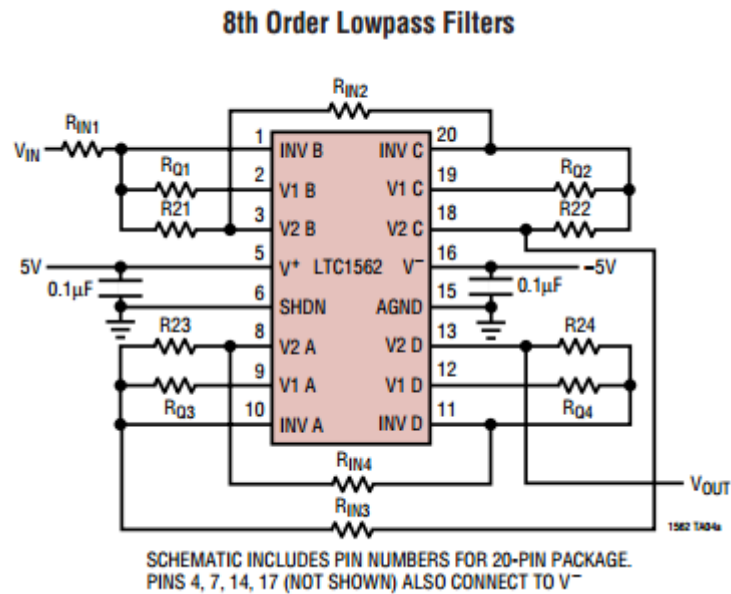 8th Order Lowpass Filters
RIN2
RIN1
VIN
1 INV B INV C 20
RQ1 2 V1 B V1 C 19 RQ2
R21 3 V2 B V2 C 18 R22
5V 5 V+ LTC1562 V– 16 –5V
0.1µF 6 SHDN AGND 15 0.1µF
R23 8 V2 A V2 D 13 R24
9 V1 A V1 D 12
RQ3 10 INV A INV D 11 RQ4
RIN4
VOUT
RIN3
1562 TA04a
SCHEMATIC INCLUDES PIN NUMBERS FOR 20-PIN PACKAGE.
PINS 4, 7, 14, 17 (NOT SHOWN) ALSO CONNECT TO V–